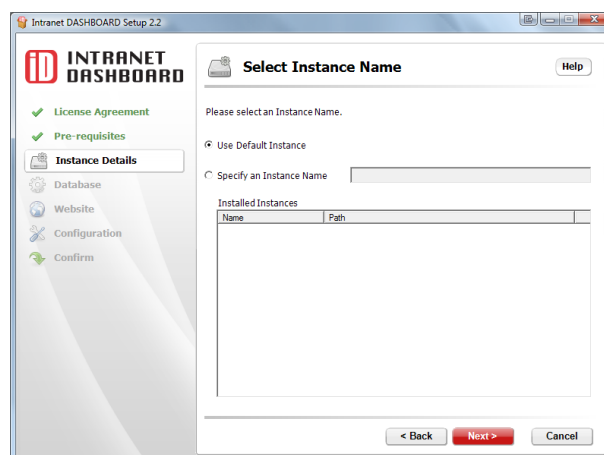 Intranet DASHBOARD Setup 2.2
iD INTRANET
DASHBOARD
Select Instance Name
Help
License Agreement
Pre-requisites
Instance Details
Database
Website
Configuration
Confirm
Please select an Instance Name.
Use Default Instance
Specify an Instance Name
Installed Instances
Name Path
< Back Next > Cancel